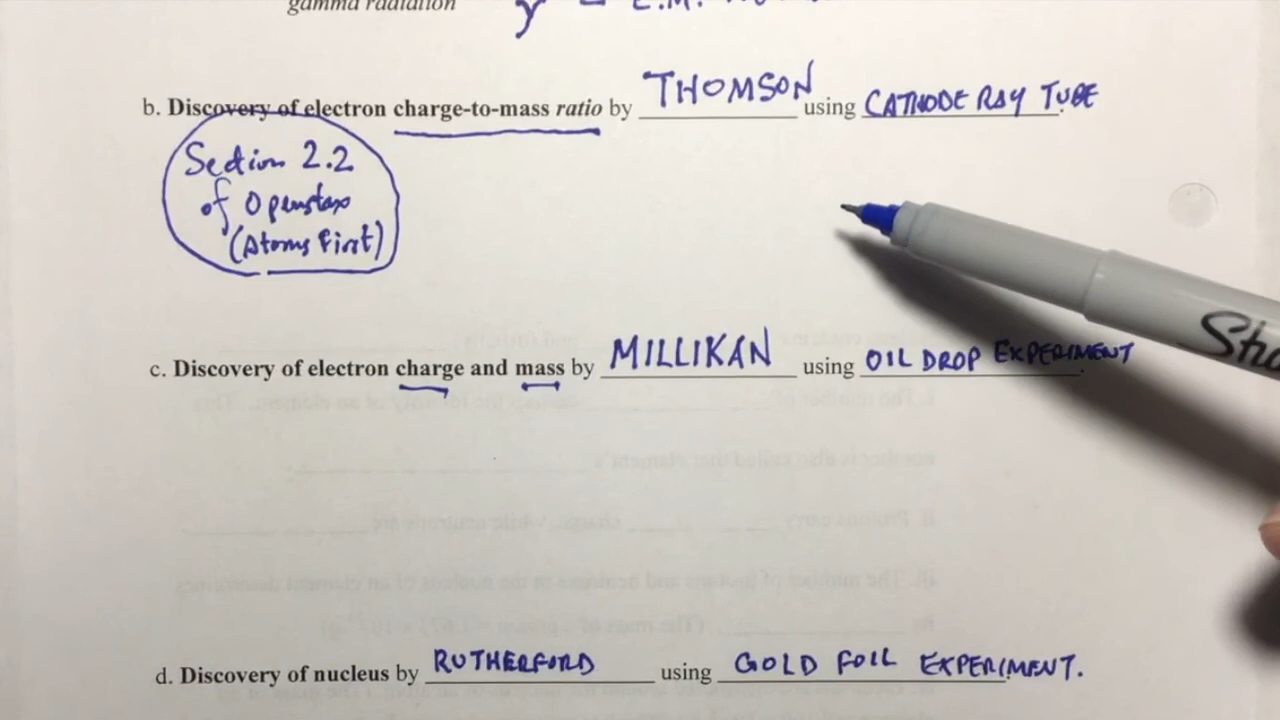 gamma radiation γ
b. Discovery of electron charge-to-mass ratio by THOMSON using CATHODE RAY TUBE.
Section 2.2
of Openstax
(Atoms First)
c. Discovery of electron charge and mass by MILLIKAN using OIL DROP EXPERIMENT.
d. Discovery of nucleus by RUTHERFORD using GOLD FOIL EXPERIMENT.